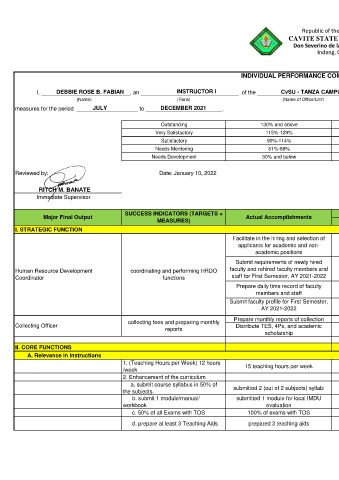 Republic of the
CAVITE STATE
Don Severino de l
Indang,
INDIVIDUAL PERFORMANCE COM
I, DEBBIE ROSE B. FABIAN, an INSTRUCTOR I of the CvSU - TANZA CAMPU
(Name) (Rank) (Name of Office/Unit)
measures for the period JULY to DECEMBER 2021.
Outstanding 130% and above
Very Satisfactory 115%-129%
Satisfactory 90%-114%
Needs Mentoring 51%-89%
Needs Development 50% and below
Reviewed by: Date: January 10, 2022
RITCH M. BANATE
Immediate Supervisor
Major Final Output SUCCESS INDICATORS (TARGETS + MEASURES) Actual Accomplishments
I. STRATEGIC FUNCTION
Human Resource Development Coordinator
coordinating and performing HRDO functions
Facilitate in the hiring and selection of applicants for academic and non-academic positions
Submit requirements of newly hired faculty and rehired faculty members and staff for First Semester, AY 2021-2022
Prepare daily time record of faculty members and staff
Submit faculty profile for First Semester, AY 2021-2022
Collecting Officer
collecting fees and preparing monthly reports
Prepare monthly reports of collection
Distribute TES, 4Ps, and academic scholarship
II. CORE FUNCTIONS
A. Relevance in Instructions
1. (Teaching Hours per Week) 12 hours /week
15 teaching hours per week
2. Enhancement of the curriculum
a. submit course syllabus in 50% of the subjects.
submitted 2 (out of 2 subjects) syllabi
b. submit 1 module/manual/ workbook
submitted 1 module for local IMDU evaluation
c. 50% of all Exams with TOS
100% of exams with TOS
d. prepare at least 3 Teaching Aids
prepared 3 teaching aids